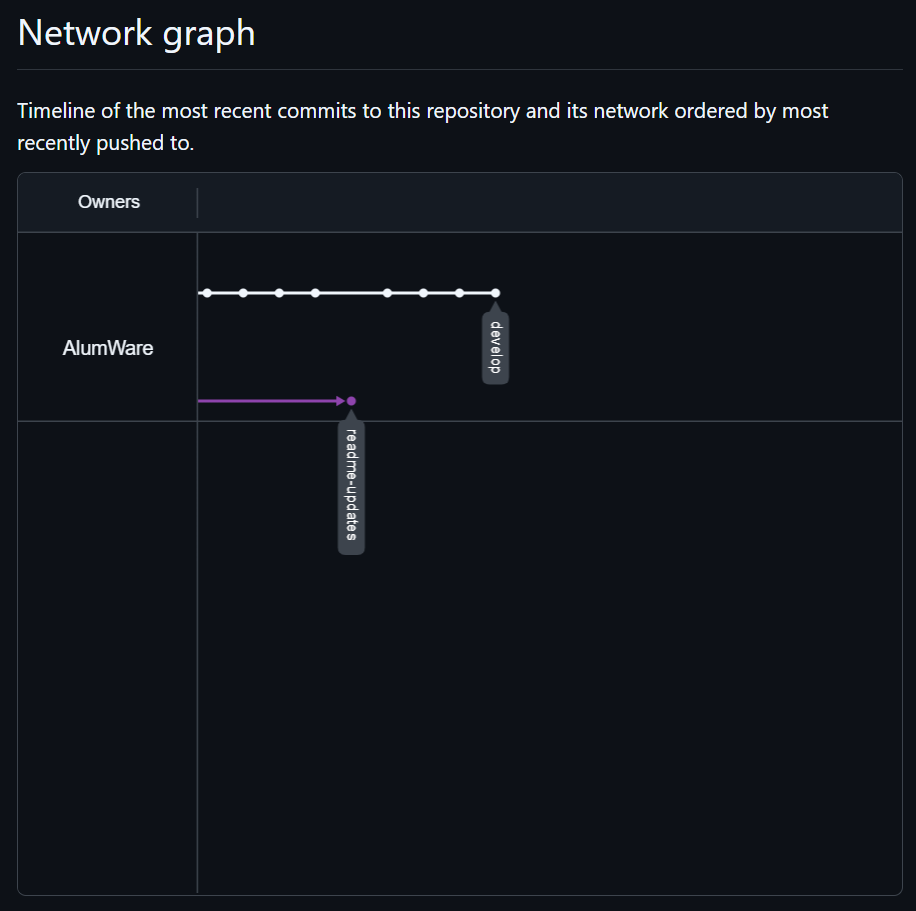 Network graph
Timeline of the most recent commits to this repository and its network ordered by most
recently pushed to.
Owners
AlumWare
develop
readme-updates